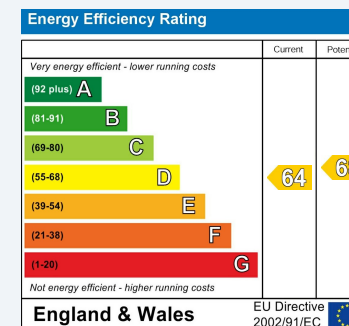 Energy Efficiency Rating
Current
Very energy efficient - lower running costs
(92 plus) A
(81-91) B
(69-80) C
(55-68) D
64
(39-54) E
(21-38) F
(1-20) G
Not energy efficient - higher running costs
England & Wales
EU Directive
2002/91/EC